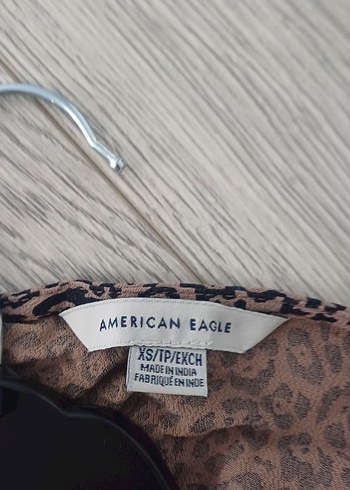 AMERICAN EAGLE
XS/TP/EXCH
MADE IN INDIA
FABRIQUÉ EN INDE